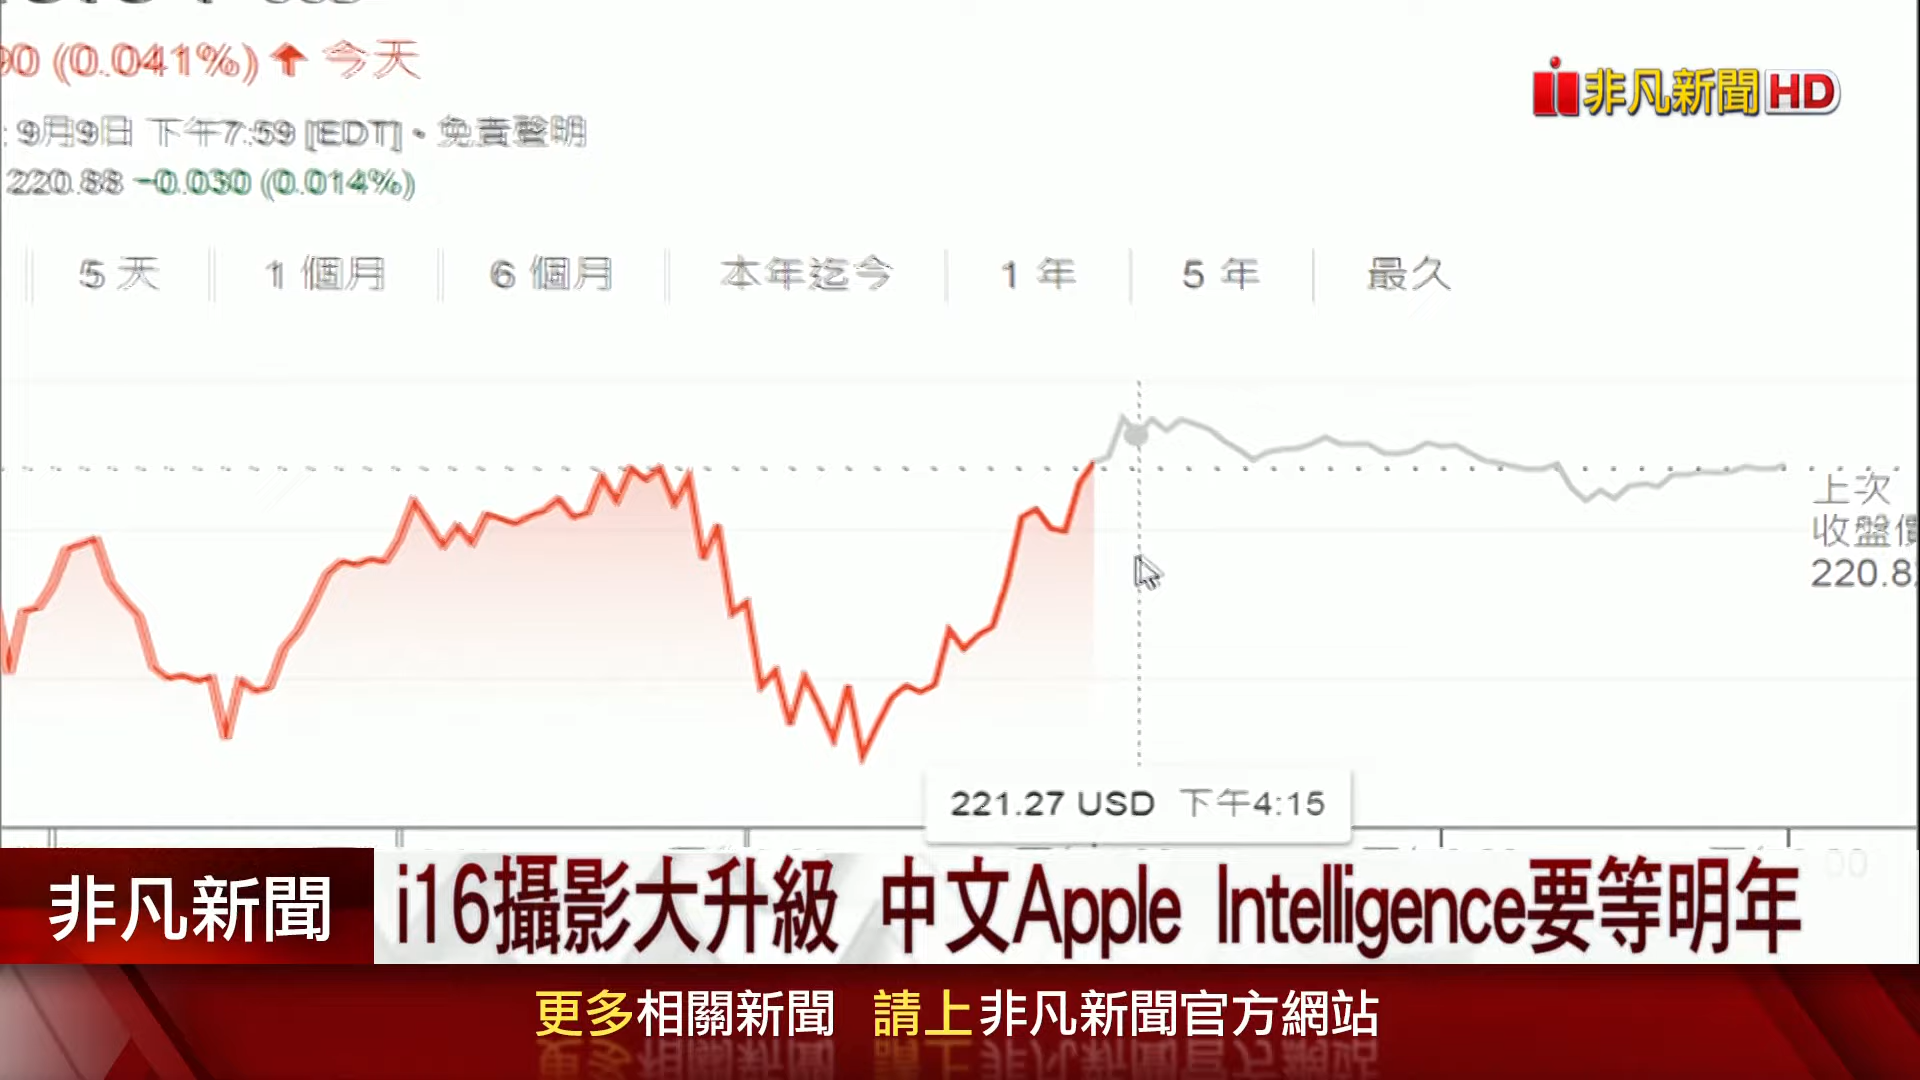 90 (0.041%) ↑ 今天
非凡新聞HD
: 9月9日 下午7:59 [EDT] • 免責聲明
220.88 −0.030 (0.014%)
5 天
1 個月
6 個月
本年迄今
1 年
5 年
最久
上次
收盤價
220.8
221.27 USD 下午4:15
非凡新聞
i16攝影大升級 中文Apple Intelligence要等明年
更多相關新聞 請上非凡新聞官方網站